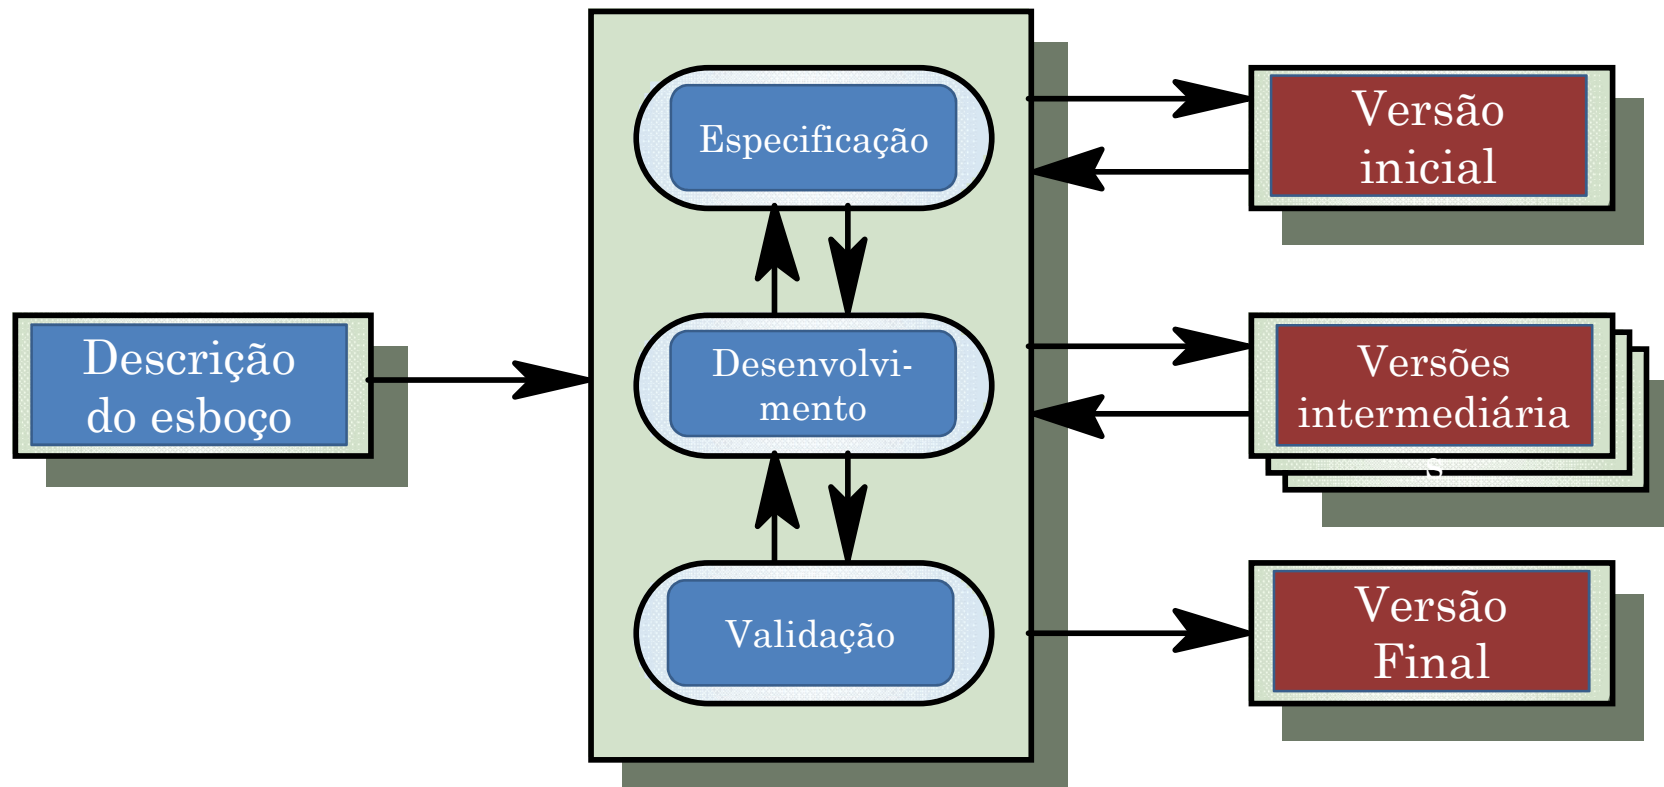 Descrição
do esboço
Especificação
Desenvolvi-
mento
Validação
Versão
inicial
Versões
intermediária
s
Versão
Final